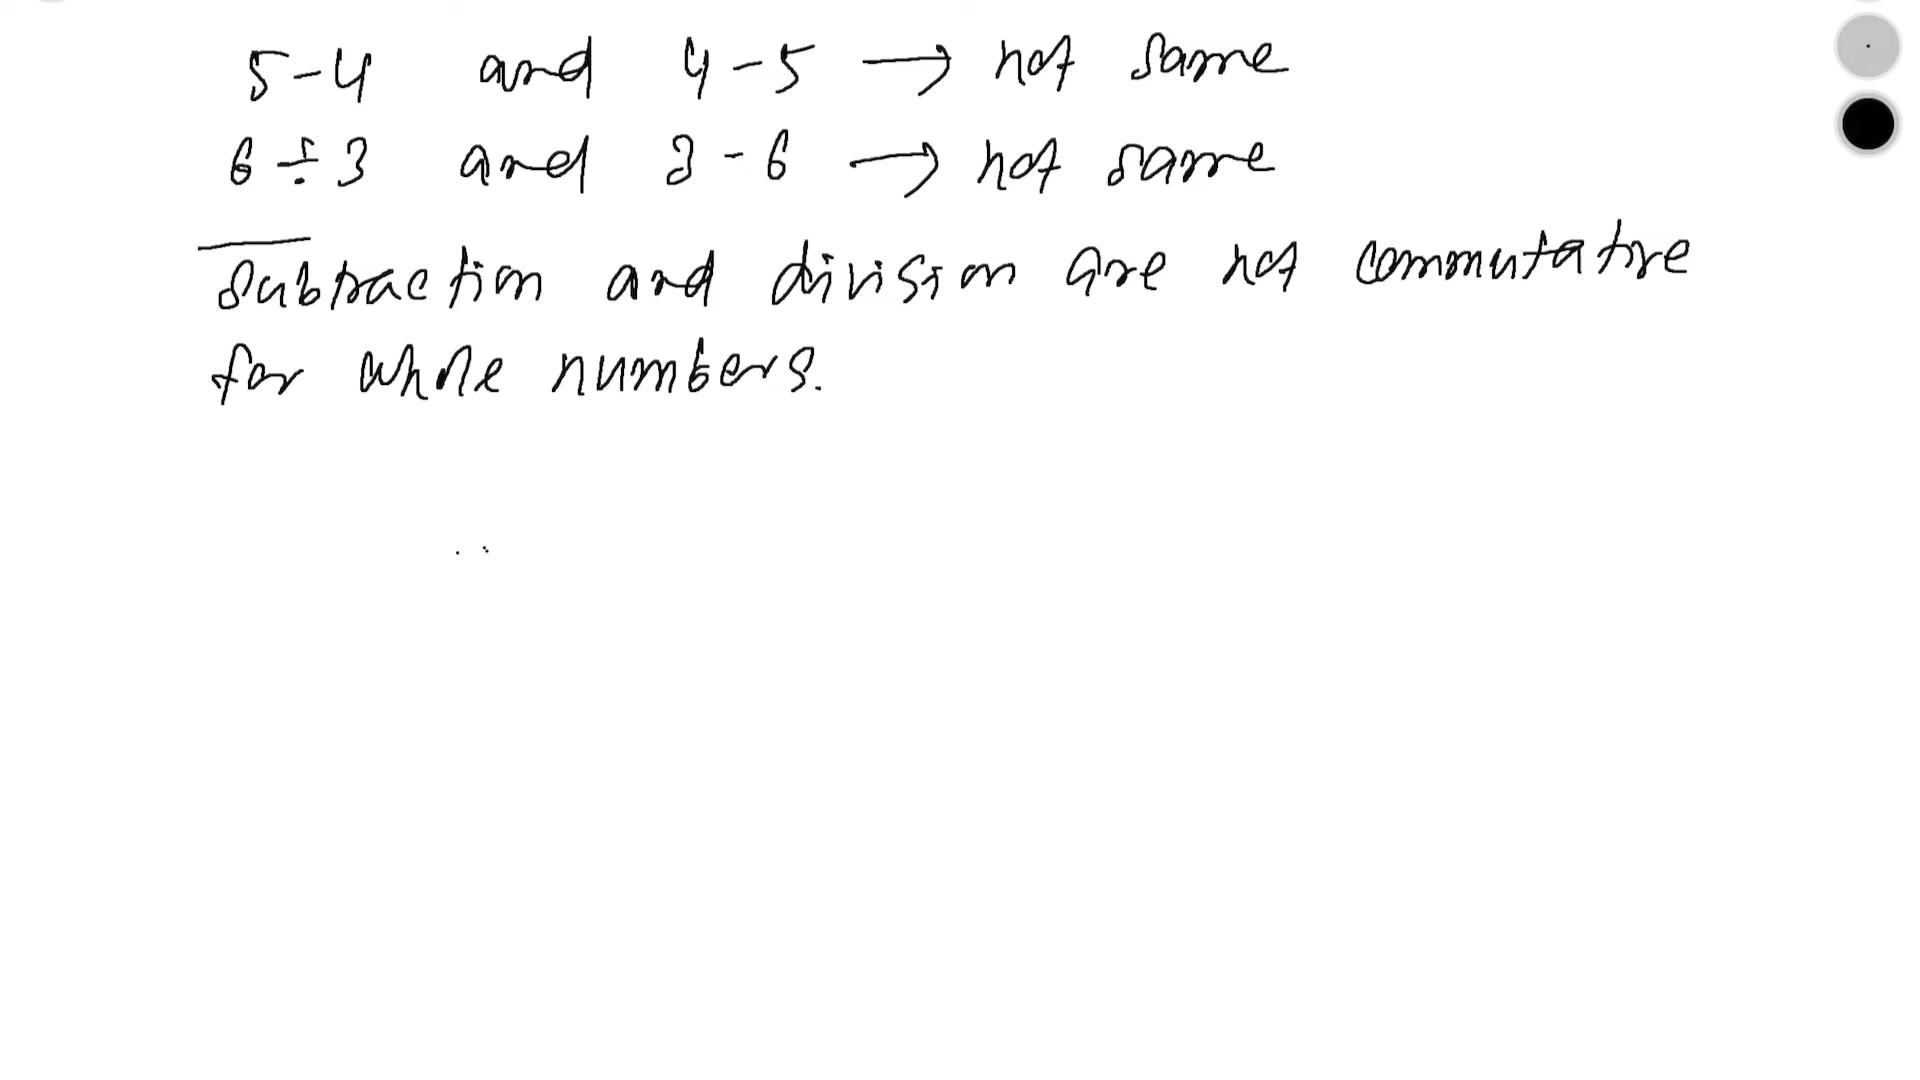 5-4 and 4-5 → not same
6 ÷ 3 and 3 - 6 → not same
Subtraction and division are not commutative
for whole numbers.